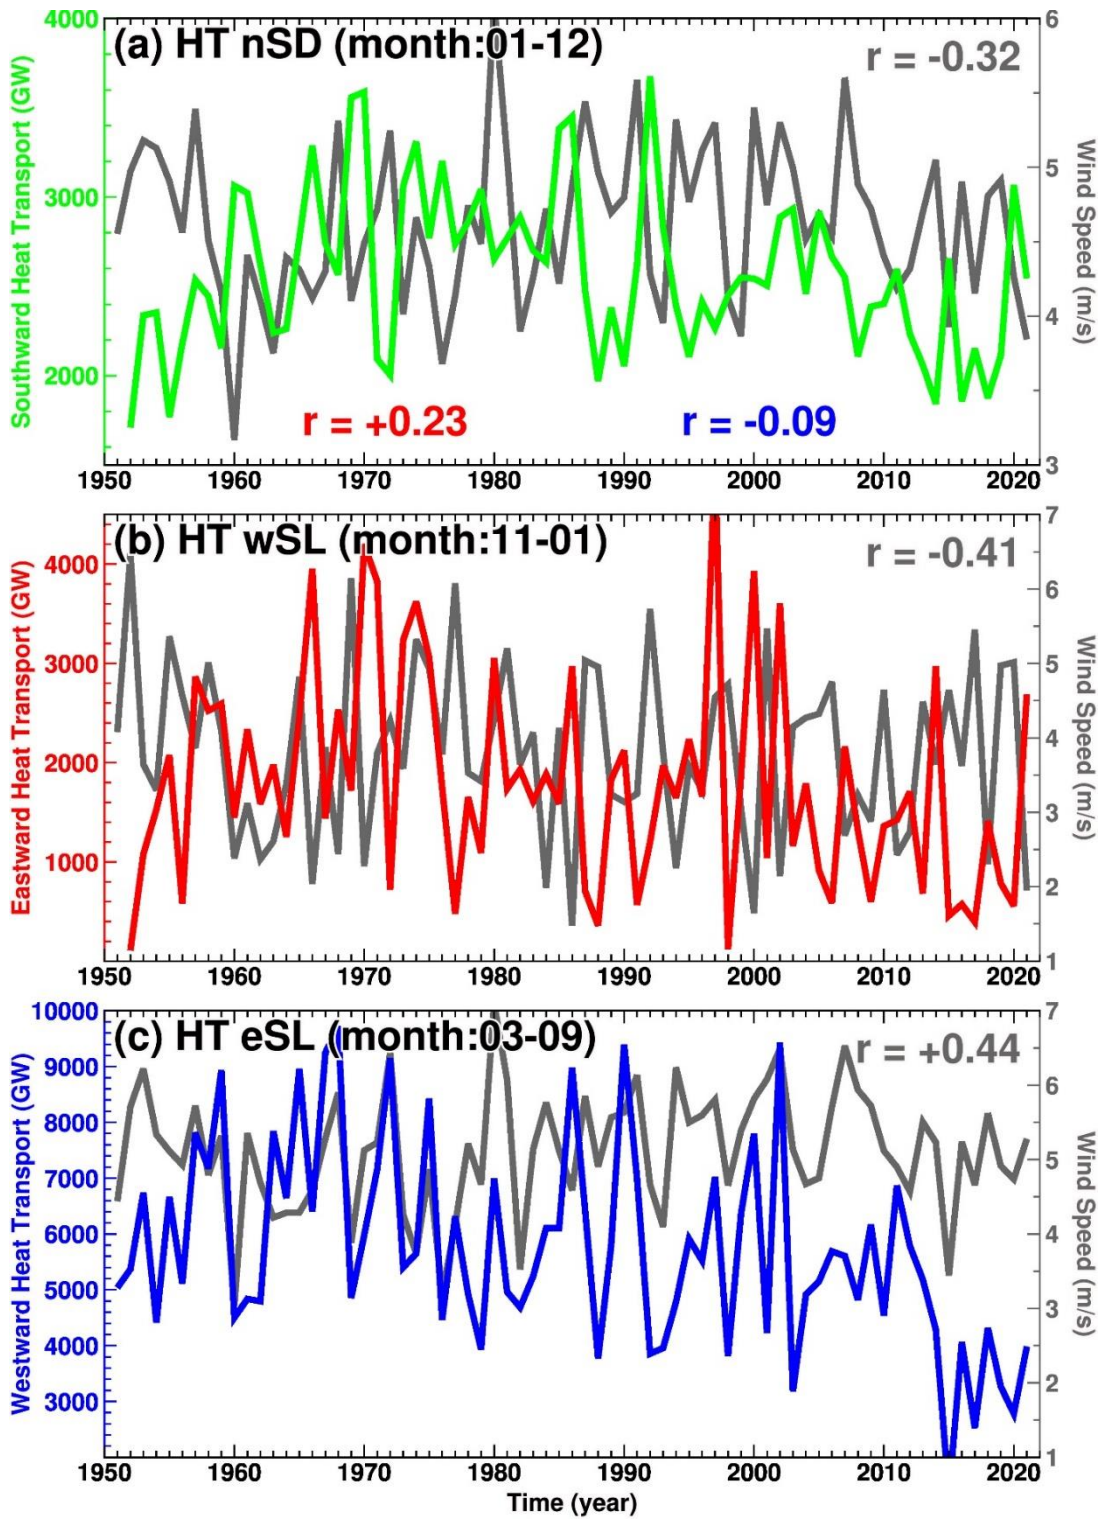 (a) HT nSD (month:01-12)
r = -0.32
r = +0.23
r = -0.09
Southward Heat Transport (GW)
4000
3000
2000
Wind Speed (m/s)
6
5
4
3
1950 1960 1970 1980 1990 2000 2010 2020
(b) HT wSL (month:11-01)
r = -0.41
Eastward Heat Transport (GW)
4000
3000
2000
1000
Wind Speed (m/s)
7
6
5
4
3
2
1
1950 1960 1970 1980 1990 2000 2010 2020
(c) HT eSL (month:03-09)
r = +0.44
Westward Heat Transport (GW)
10000
9000
8000
7000
6000
5000
4000
3000
Wind Speed (m/s)
7
6
5
4
3
2
1
1950 1960 1970 1980 1990 2000 2010 2020
Time (year)